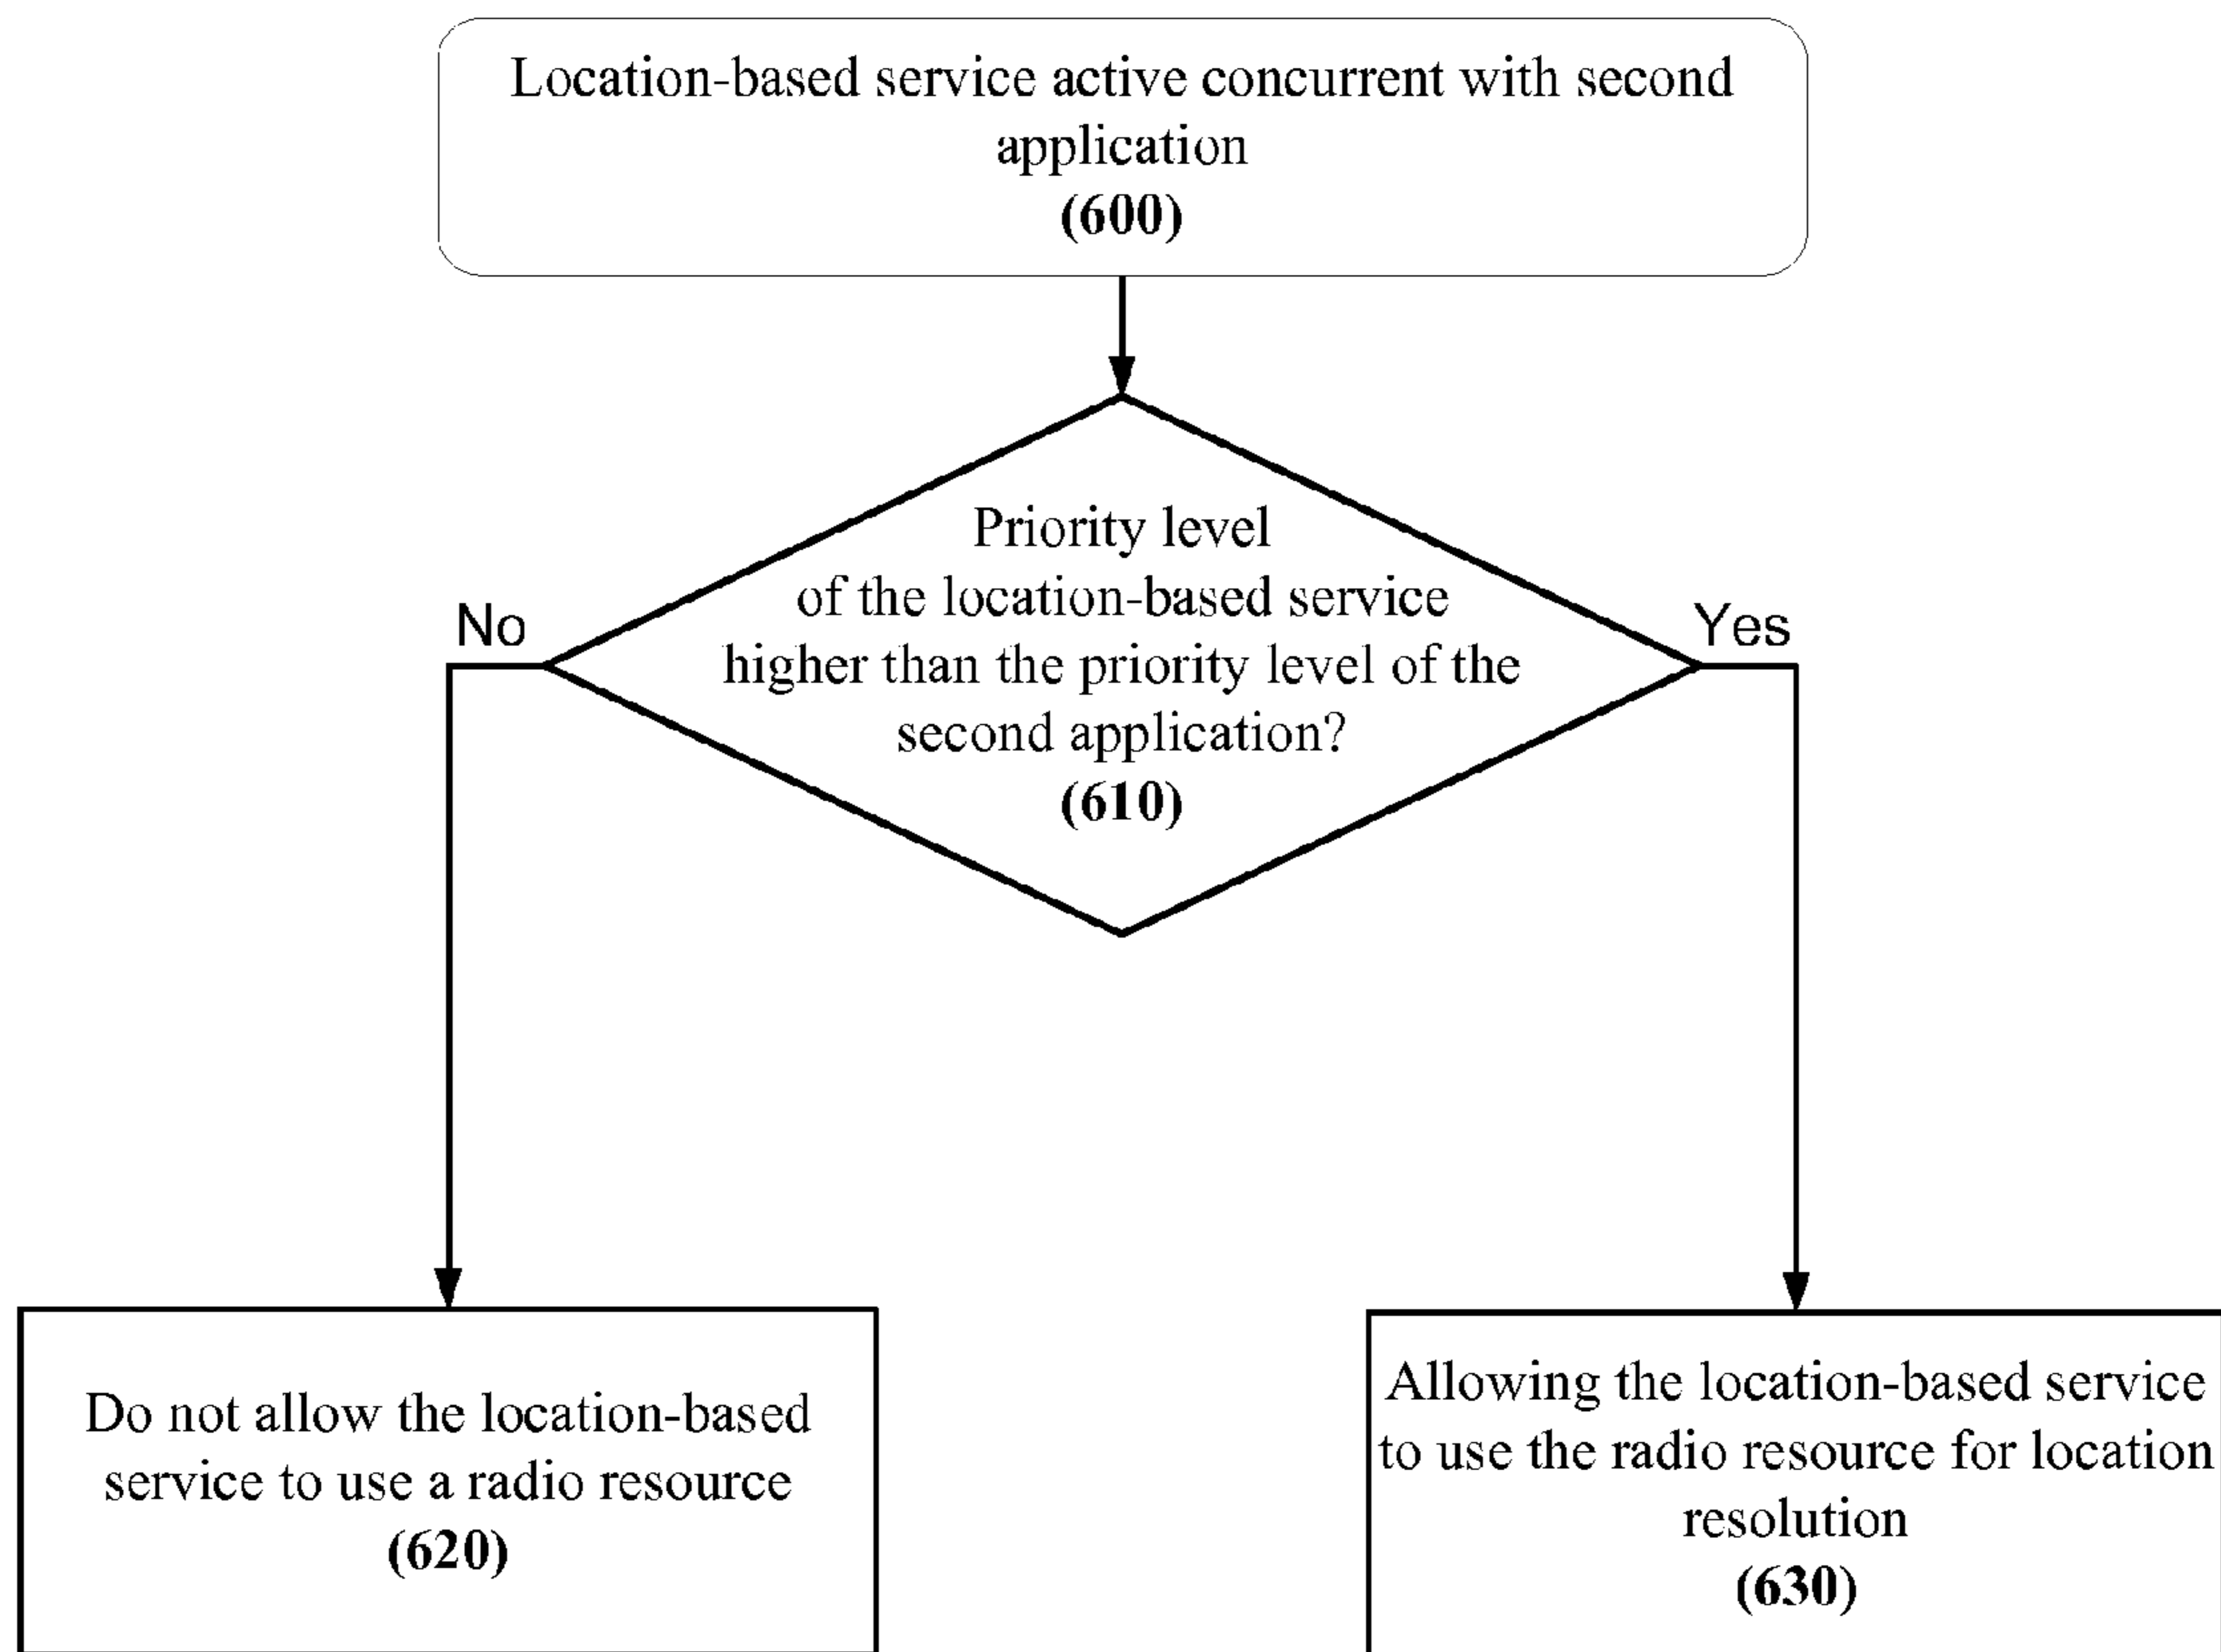 Location-based service active concurrent with second
application
(600)
Priority level
of the location-based service
higher than the priority level of the
second application?
(610)
No
Yes
Do not allow the location-based
service to use a radio resource
(620)
Allowing the location-based service
to use the radio resource for location
resolution
(630)